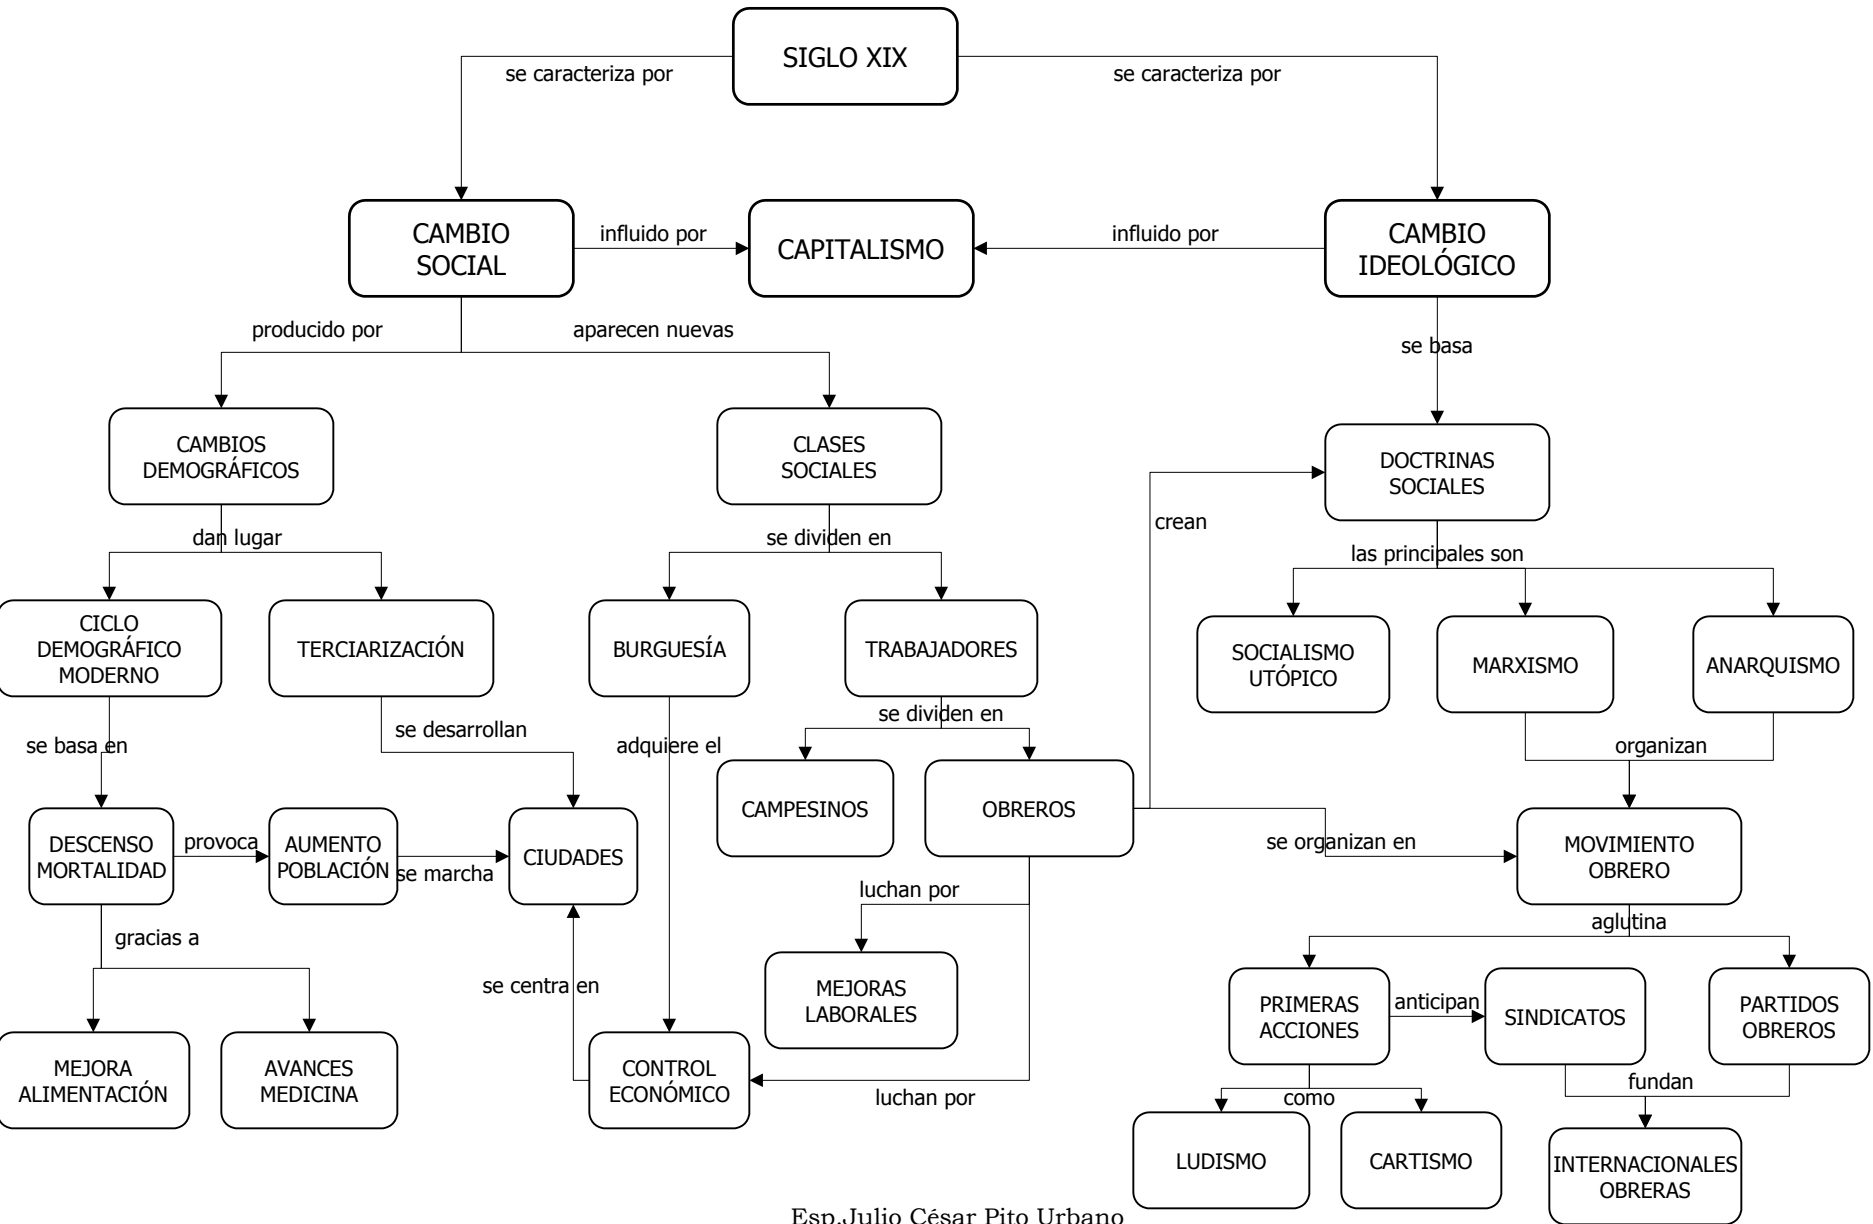 SIGLO XIX
se caracteriza por
se caracteriza por
CAMBIO
SOCIAL
influido por
CAPITALISMO
influido por
CAMBIO
IDEOLÓGICO
producido por
aparecen nuevas
se basa
CAMBIOS
DEMOGRÁFICOS
CLASES
SOCIALES
DOCTRINAS
SOCIALES
crean
dan lugar
se dividen en
las principales son
CICLO
DEMOGRÁFICO
MODERNO
TERCIARIZACIÓN
BURGUESÍA
TRABAJADORES
SOCIALISMO
UTÓPICO
MARXISMO
ANARQUISMO
se basa en
se desarrollan
adquiere el
se dividen en
organizan
CAMPESINOS
OBREROS
DESCENSO
MORTALIDAD
provoca
AUMENTO
POBLACIÓN
se marcha
CIUDADES
se organizan en
MOVIMIENTO
OBRERO
luchan por
aglutina
gracias a
se centra en
MEJORAS
LABORALES
PRIMERAS
ACCIONES
anticipan
SINDICATOS
PARTIDOS
OBREROS
MEJORA
ALIMENTACIÓN
AVANCES
MEDICINA
CONTROL
ECONÓMICO
luchan por
como
fundan
LUDISMO
CARTISMO
INTERNACIONALES
OBRERAS
Esp.Julio César Pito Urbano